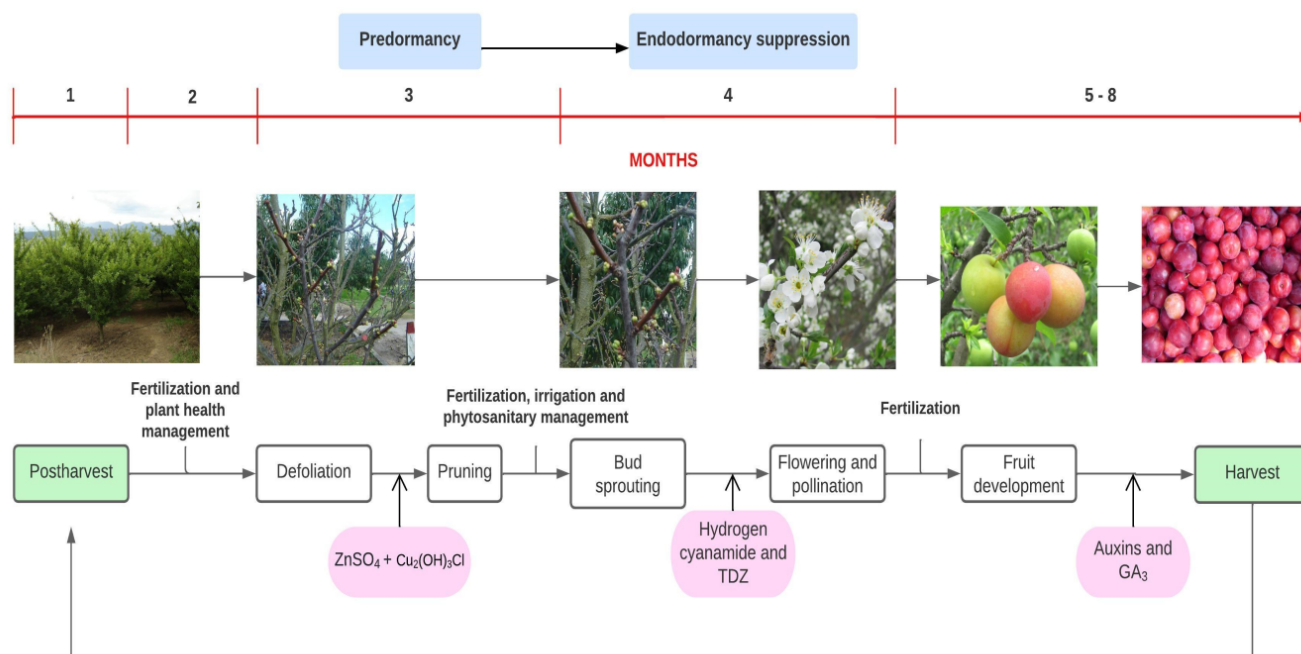 Predormancy
Endodormancy suppression
1
2
3
4
5 - 8
MONTHS
Fertilization and
plant health
management
Fertilization, irrigation and
phytosanitary management
Fertilization
Postharvest
Defoliation
Pruning
Bud
sprouting
Flowering and
pollination
Fruit
development
Harvest
ZnSO₄ + Cu₂(OH)₃Cl
Hydrogen
cyanamide and
TDZ
Auxins and
GA₃